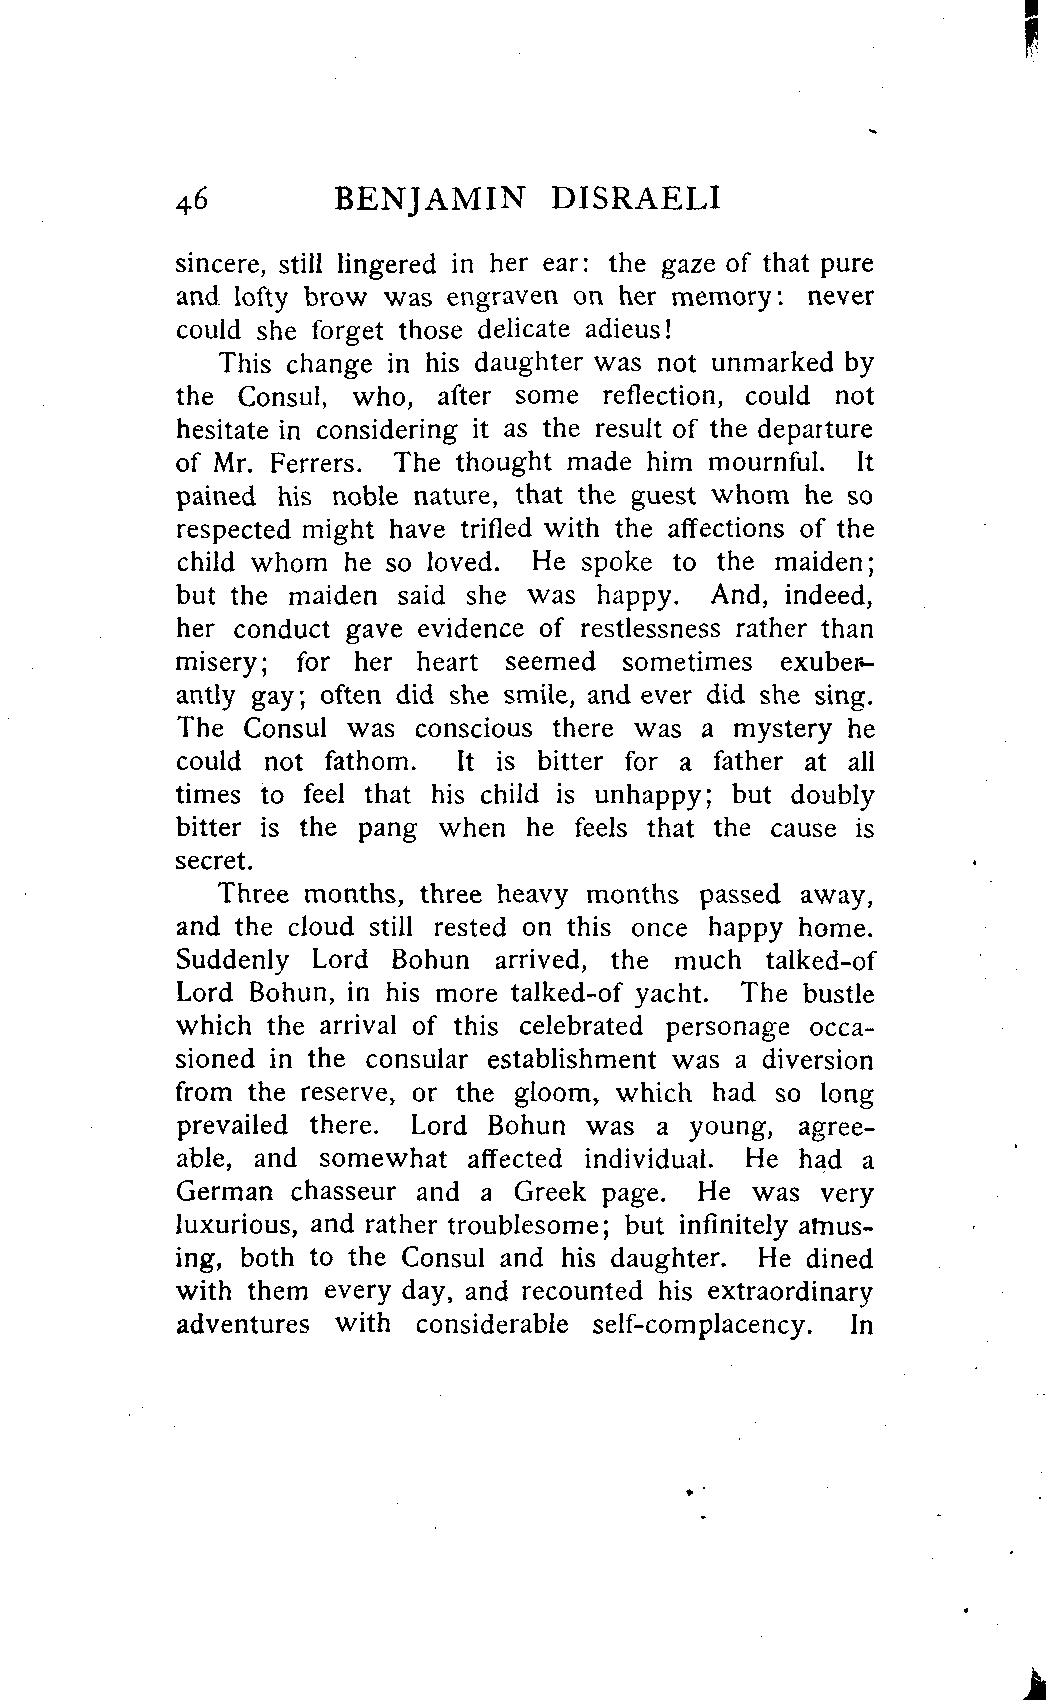 46 BENJAMIN DISRAELI
sincere, still lingered in her ear: the gaze of that pure
and lofty brow was engraven on her memory: never
could she forget those delicate adieus!
This change in his daughter was not unmarked by
the Consul, who, after some reflection, could not
hesitate in considering it as the result of the departure
of Mr. Ferrers. The thought made him mournful. It
pained his noble nature, that the guest whom he so
respected might have trifled with the affections of the
child whom he so loved. He spoke to the maiden;
but the maiden said she was happy. And, indeed,
her conduct gave evidence of restlessness rather than
misery; for her heart seemed sometimes exuber-
antly gay; often did she smile, and ever did she sing.
The Consul was conscious there was a mystery he
could not fathom. It is bitter for a father at all
times to feel that his child is unhappy; but doubly
bitter is the pang when he feels that the cause is
secret.
Three months, three heavy months passed away,
and the cloud still rested on this once happy home.
Suddenly Lord Bohun arrived, the much talked-of
Lord Bohun, in his more talked-of yacht. The bustle
which the arrival of this celebrated personage occa-
sioned in the consular establishment was a diversion
from the reserve, or the gloom, which had so long
prevailed there. Lord Bohun was a young, agree-
able, and somewhat affected individual. He had a
German chasseur and a Greek page. He was very
luxurious, and rather troublesome; but infinitely amus-
ing, both to the Consul and his daughter. He dined
with them every day, and recounted his extraordinary
adventures with considerable self-complacency. In